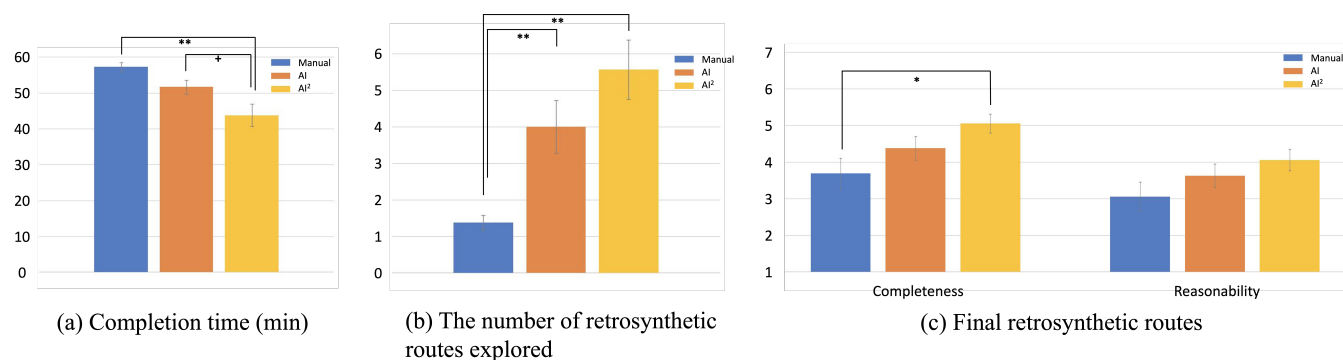 60
50
40
30
20
10
0
**
+
Manual
AI
AI²
(a) Completion time (min)
6
5
4
3
2
1
0
**
**
Manual
AI
AI²
(b) The number of retrosynthetic
routes explored
7
6
5
4
3
2
1
*
Manual
AI
AI²
Completeness
Reasonability
(c) Final retrosynthetic routes